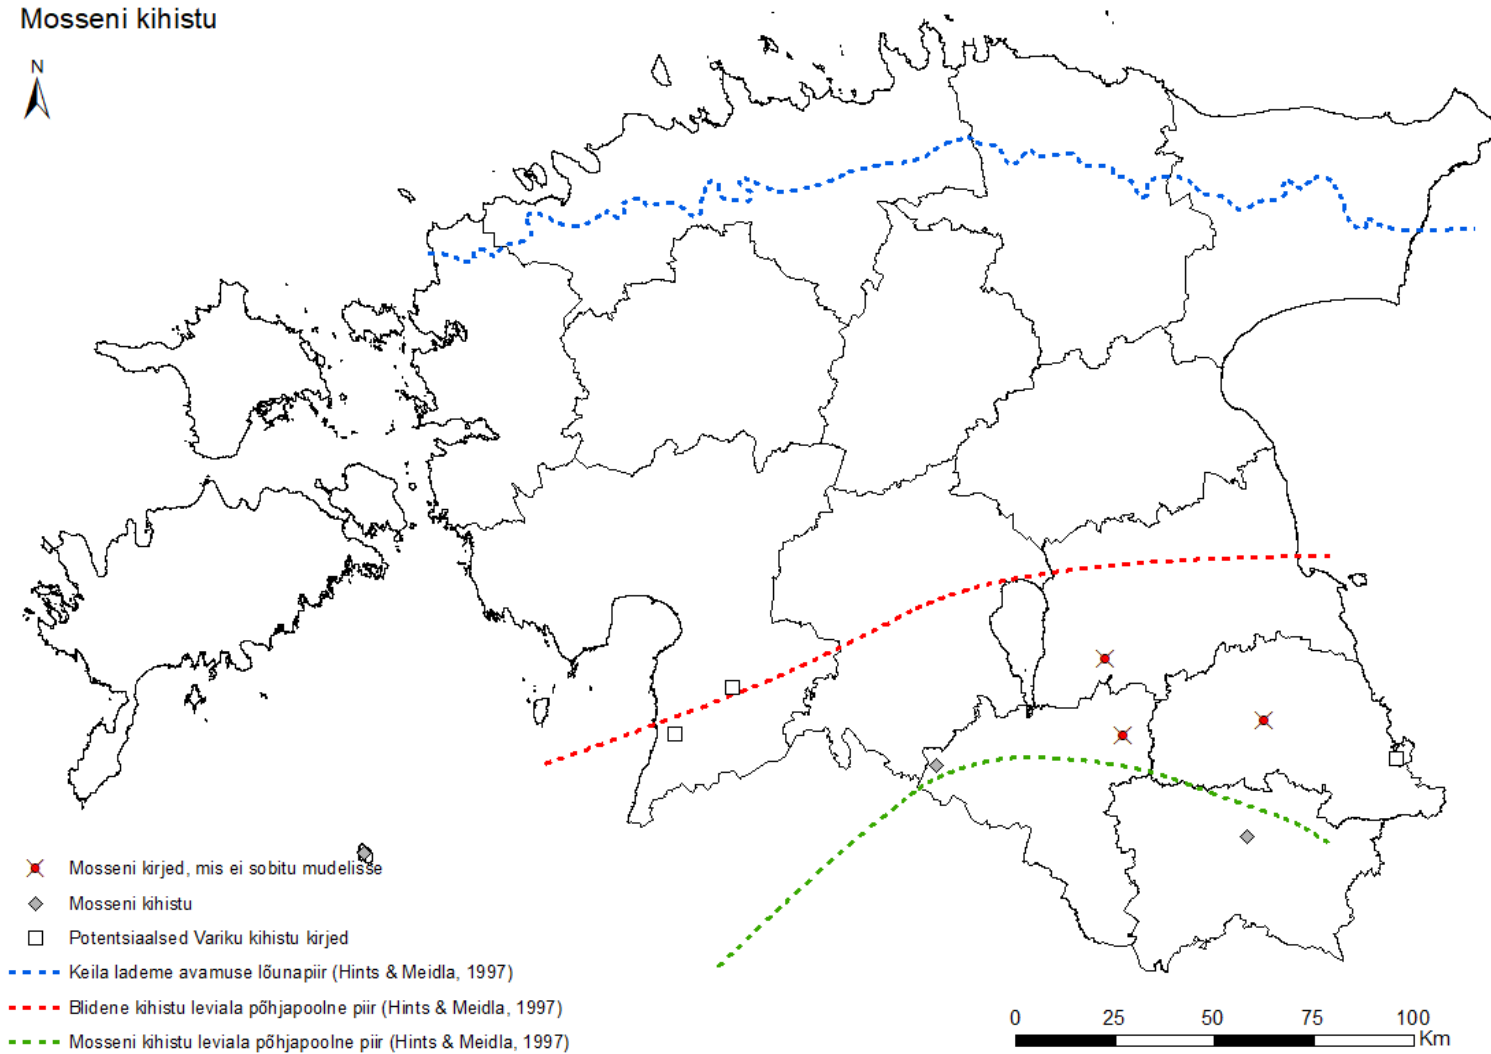 Mosseni kihistu
N
Mosseni kirjed, mis ei sobitu mudelisse
Mosseni kihistu
Potentsiaalsed Variku kihistu kirjed
Keila lademe avamuse lõunapiir (Hints & Meidla, 1997)
Blidene kihistu leviala põhjapoolne piir (Hints & Meidla, 1997)
Mosseni kihistu leviala põhjapoolne piir (Hints & Meidla, 1997)
0 25 50 75 100
Km